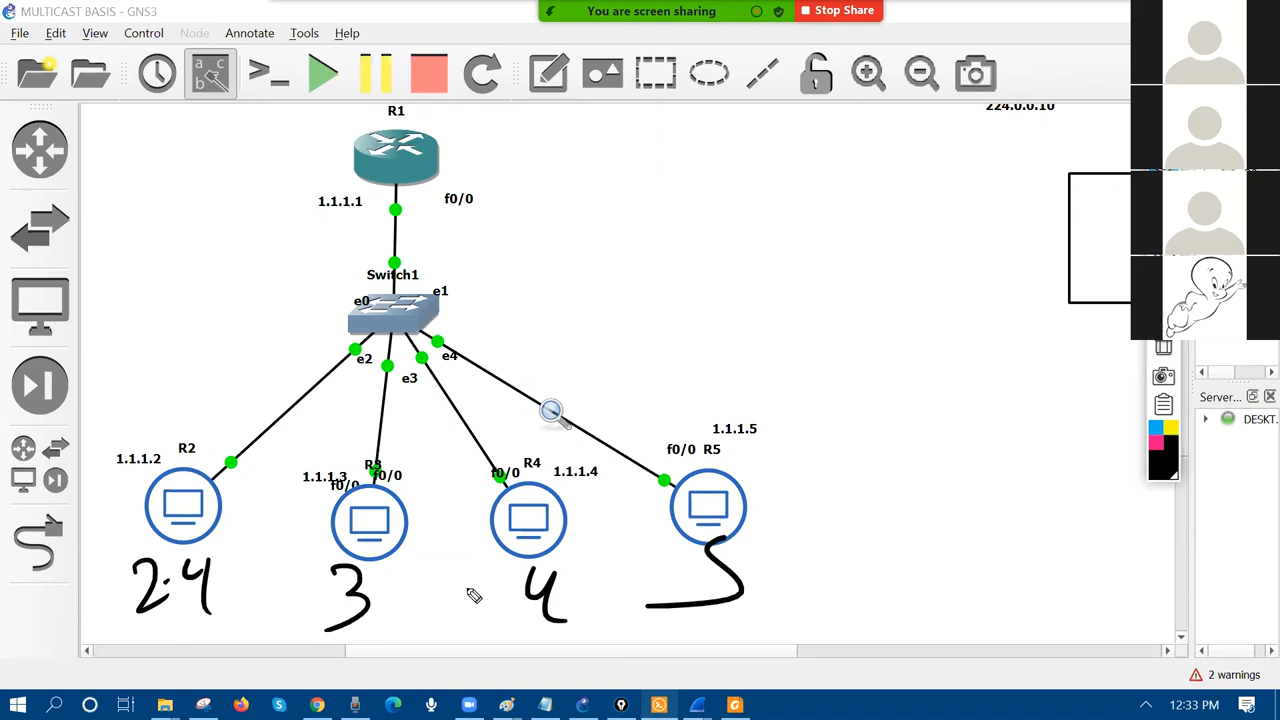 MULTICAST BASIS - GNS3
You are screen sharing
Stop Share
File Edit View Control Node Annotate Tools Help
a c
b
224.0.0.10
R1
1.1.1.1
f0/0
Switch1
e0
e1
e2
e3
e4
1.1.1.2
R2
1.1.1.3
R3
f0/0
f0/0
f0/0
R4
1.1.1.4
1.1.1.5
f0/0
R5
2.4
3
4
5
Server...
DESKT.
2 warnings
12:33 PM